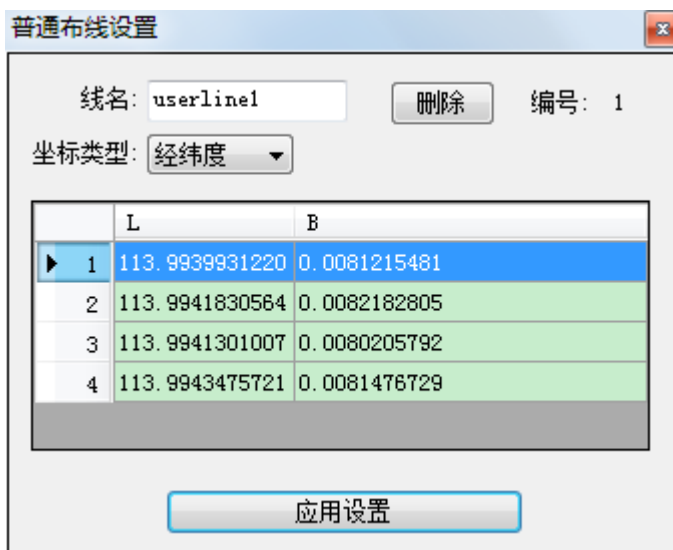 普通布线设置
线名: userline1 删除 编号: 1
坐标类型: 经纬度
L B
1 113.9939931220 0.0081215481
2 113.9941830564 0.0082182805
3 113.9941301007 0.0080205792
4 113.9943475721 0.0081476729
应用设置